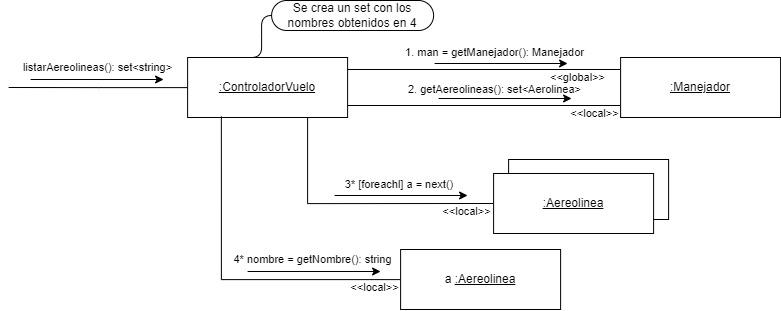 Se crea un set con los
nombres obtenidos en 4
listarAereolineas(): set<string>
:ControladorVuelo
1. man = getManejador(): Manejador
<<global>>
2. getAereolineas(): set<Aerolinea>
<<local>>
:Manejador
3* [foreachl] a = next()
<<local>>
:Aereolinea
4* nombre = getNombre(): string
<<local>>
a :Aereolinea